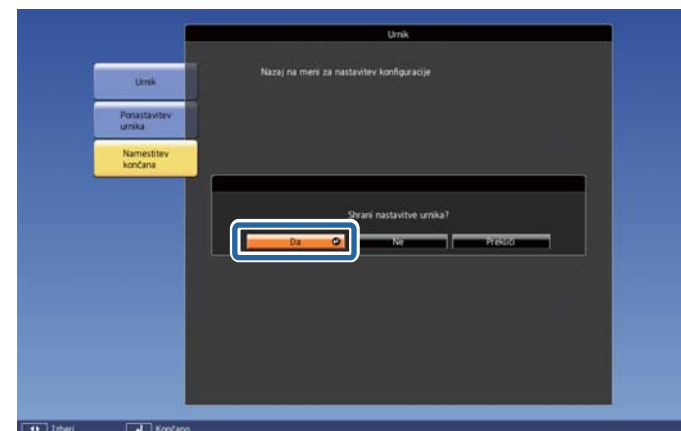 Urnik
Nazaj na meni za nastavitev konfiguracije
Urnik
Ponastavitev
urnika
Namestitev
končana
Shrani nastavitve urnika?
Da
Ne
Prekliči
Izberi
Končano